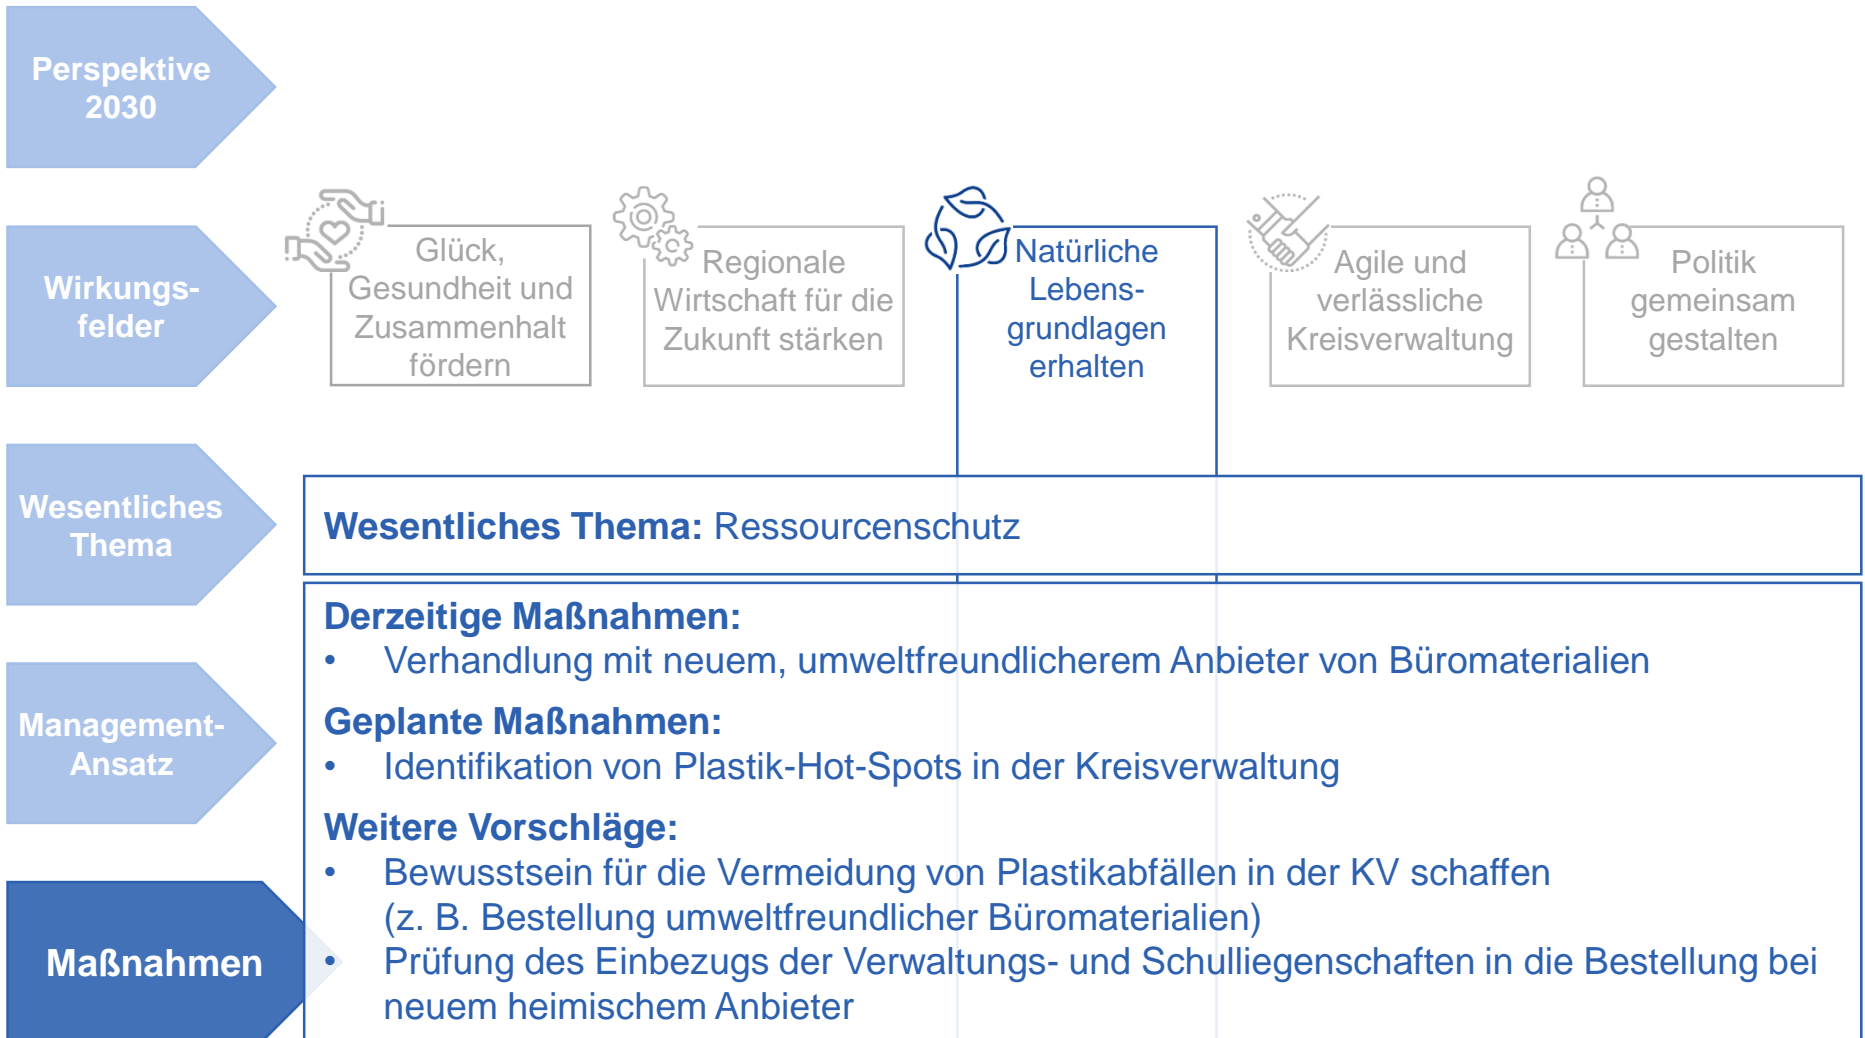 Perspektive
2030
Wirkungs-
felder
Glück,
Gesundheit und
Zusammenhalt
fördern
Regionale
Wirtschaft für die
Zukunft stärken
Natürliche
Lebens-
grundlagen
erhalten
Agile und
verlässliche
Kreisverwaltung
Politik
gemeinsam
gestalten
Wesentliches
Thema
Wesentliches Thema: Ressourcenschutz
Management-
Ansatz
Derzeitige Maßnahmen:
• Verhandlung mit neuem, umweltfreundlicherem Anbieter von Büromaterialien
Geplante Maßnahmen:
• Identifikation von Plastik-Hot-Spots in der Kreisverwaltung
Weitere Vorschläge:
• Bewusstsein für die Vermeidung von Plastikabfällen in der KV schaffen
(z. B. Bestellung umweltfreundlicher Büromaterialien)
• Prüfung des Einbezugs der Verwaltungs- und Schulliegenschaften in die Bestellung bei
neuem heimischem Anbieter
Maßnahmen